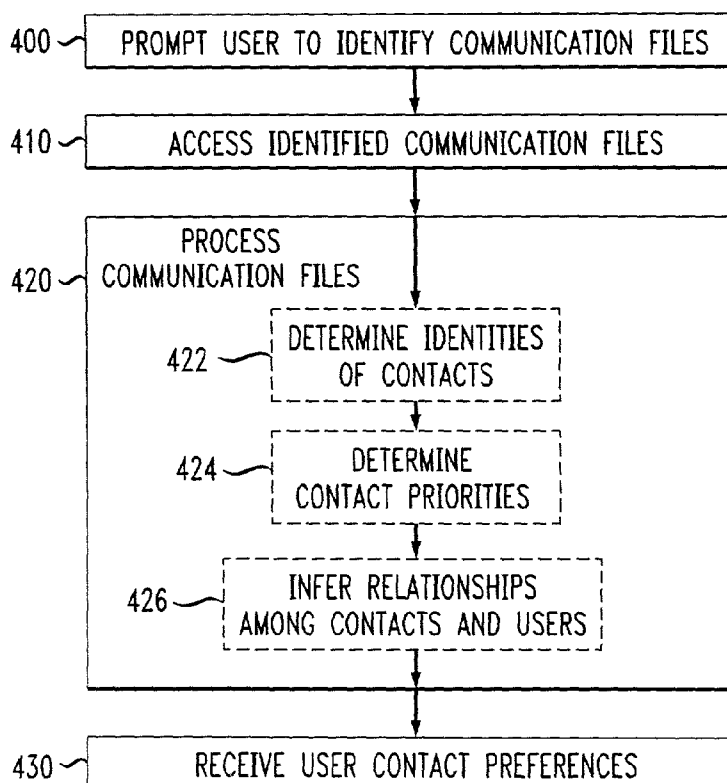 400 PROMPT USER TO IDENTIFY COMMUNICATION FILES
410 ACCESS IDENTIFIED COMMUNICATION FILES
PROCESS
420 COMMUNICATION FILES
422 DETERMINE IDENTITIES
OF CONTACTS
424 DETERMINE
CONTACT PRIORITIES
426 INFER RELATIONSHIPS
AMONG CONTACTS AND USERS
430 RECEIVE USER CONTACT PREFERENCES